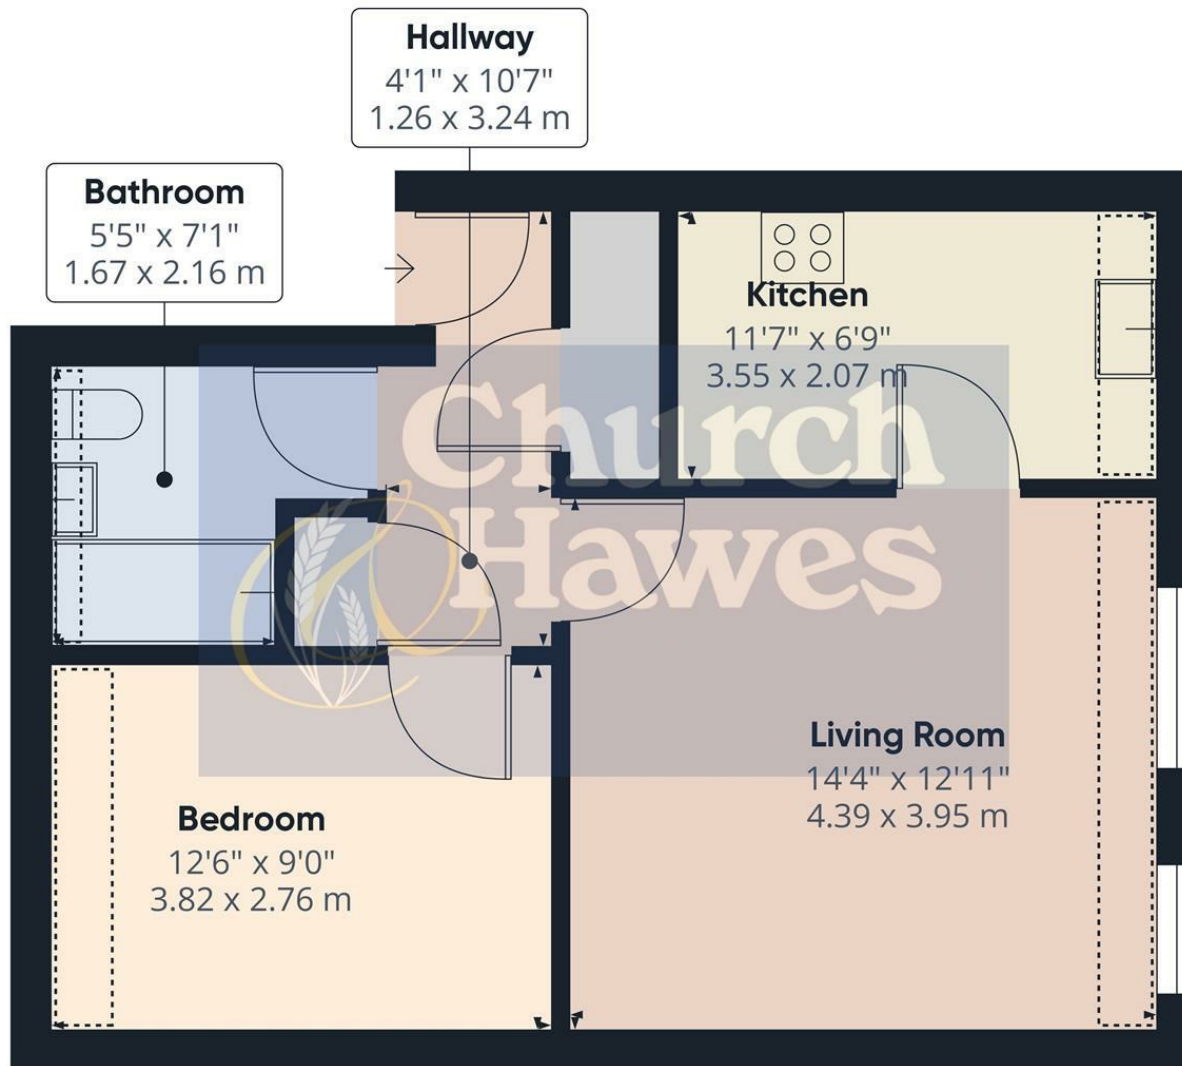 Hallway
4'1" x 10'7"
1.26 x 3.24 m
Bathroom
5'5" x 7'1"
1.67 x 2.16 m
Kitchen
11'7" x 6'9"
3.55 x 2.07 m
Church
& Hawes
Living Room
14'4" x 12'11"
4.39 x 3.95 m
Bedroom
12'6" x 9'0"
3.82 x 2.76 m